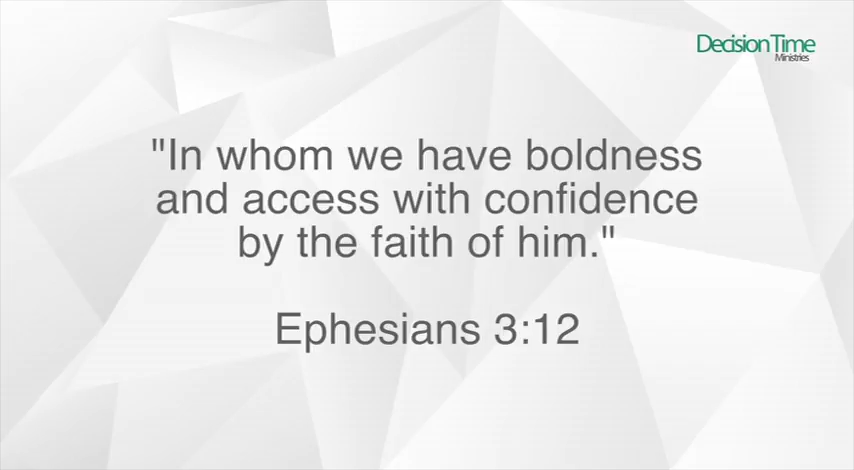 DecisionTime
Ministries
"In whom we have boldness
and access with confidence
by the faith of him."
Ephesians 3:12